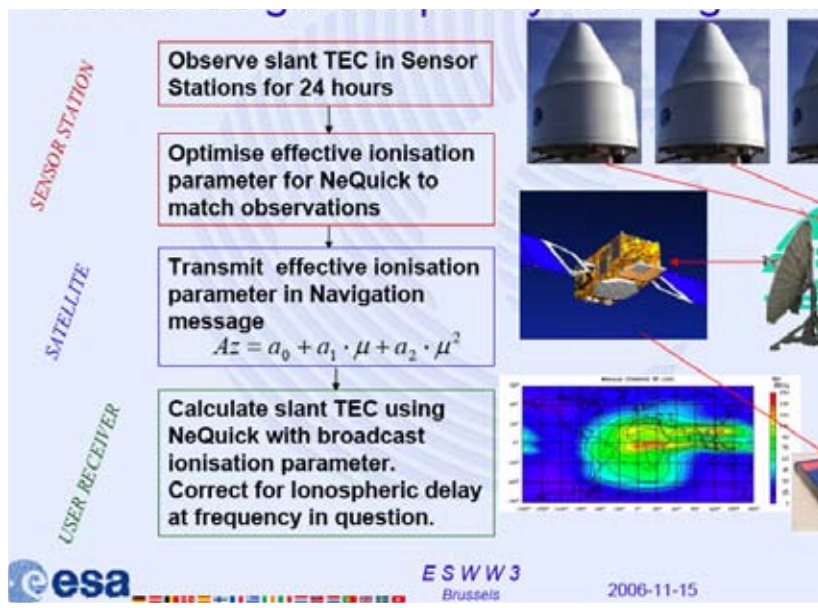 Observe slant TEC in Sensor
Stations for 24 hours
SENSOR STATION
Optimise effective ionisation
parameter for NeQuick to
match observations
SATELLITE
Transmit effective ionisation
parameter in Navigation
message
Az = a₀ + a₁ · μ + a₂ · μ²
USER RECEIVER
Calculate slant TEC using
NeQuick with broadcast
ionisation parameter.
Correct for Ionospheric delay
at frequency in question.
esa
ESWW3
Brussels
2006-11-15